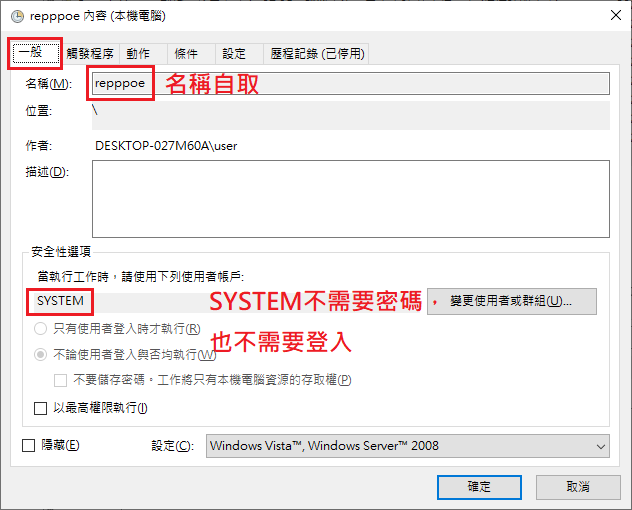 repppoe 內容 (本機電腦)
一般 觸發程序 動作 條件 設定 歷程記錄 (已停用)
名稱(M): repppoe 名稱自取
位置: \
作者: DESKTOP-027M60A\user
描述(D):
安全性選項
當執行工作時，請使用下列使用者帳戶:
SYSTEM SYSTEM不需要密碼， 變更使用者或群組(U)...
只有使用者登入時才執行(R) 也不需要登入
不論使用者登入與否均執行(W)
不要儲存密碼。工作將只有本機電腦資源的存取權(P)
以最高權限執行(I)
隱藏(E) 設定(C): Windows Vista™, Windows Server™ 2008
確定 取消